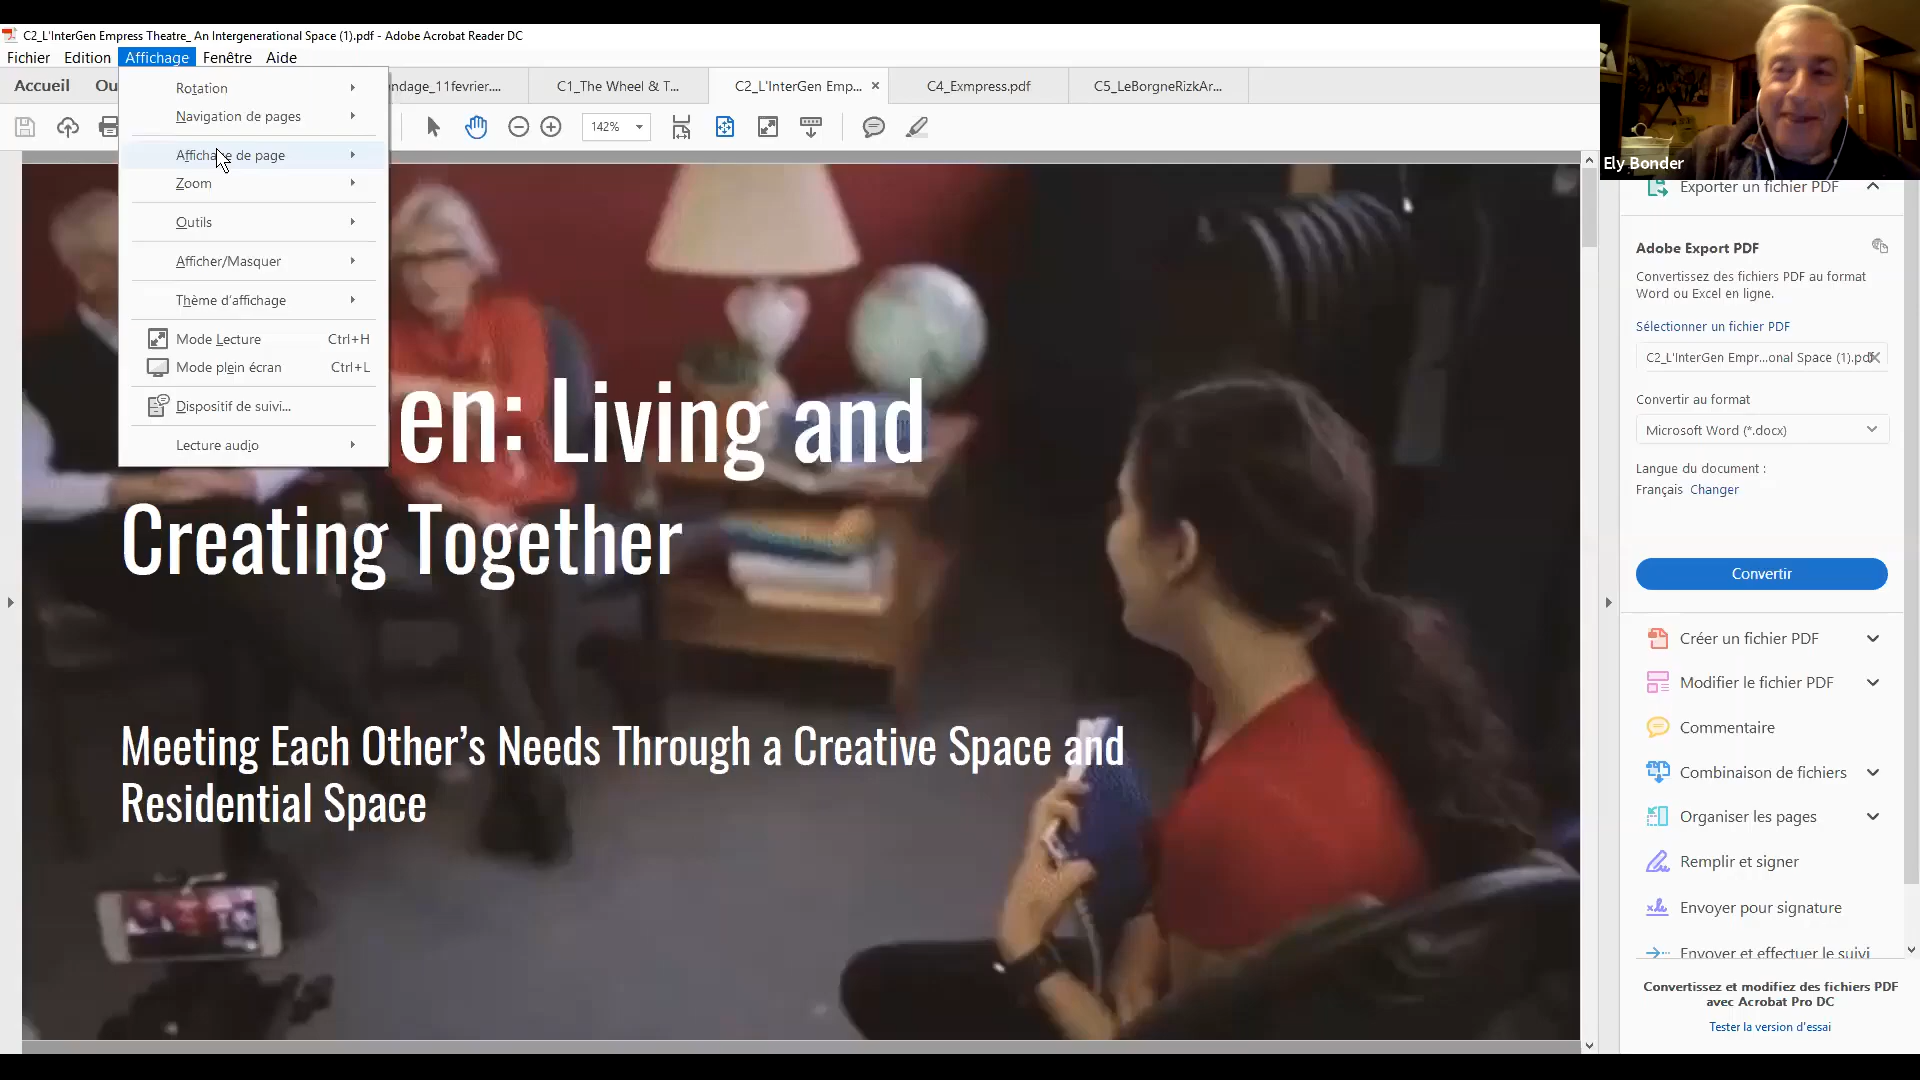 C2_L'InterGen Empress Theatre_ An Intergenerational Space (1).pdf - Adobe Acrobat Reader DC
Fichier Edition Affichage Fenêtre Aide
Accueil Ou
ndage_11fevrier....
C1_The Wheel & T...
C2_L'InterGen Emp...
C4_Exmpress.pdf
C5_LeBorgneRizkAr...
142%
Rotation
Navigation de pages
Affichage de page
Zoom
Outils
Afficher/Masquer
Thème d'affichage
Mode Lecture Ctrl+H
Mode plein écran Ctrl+L
Dispositif de suivi...
Lecture audio
en: Living and
Creating Together
Meeting Each Other's Needs Through a Creative Space and
Residential Space
Ely Bonder
Exporter un fichier PDF
Adobe Export PDF
Convertissez des fichiers PDF au format
Word ou Excel en ligne.
Sélectionner un fichier PDF
C2_L'InterGen Empr...onal Space (1).pdf
Convertir au format
Microsoft Word (*.docx)
Langue du document :
Français Changer
Convertir
Créer un fichier PDF
Modifier le fichier PDF
Commentaire
Combinaison de fichiers
Organiser les pages
Remplir et signer
Envoyer pour signature
Envoyer et effectuer le suivi
Convertissez et modifiez des fichiers PDF
avec Acrobat Pro DC
Tester la version d'essai